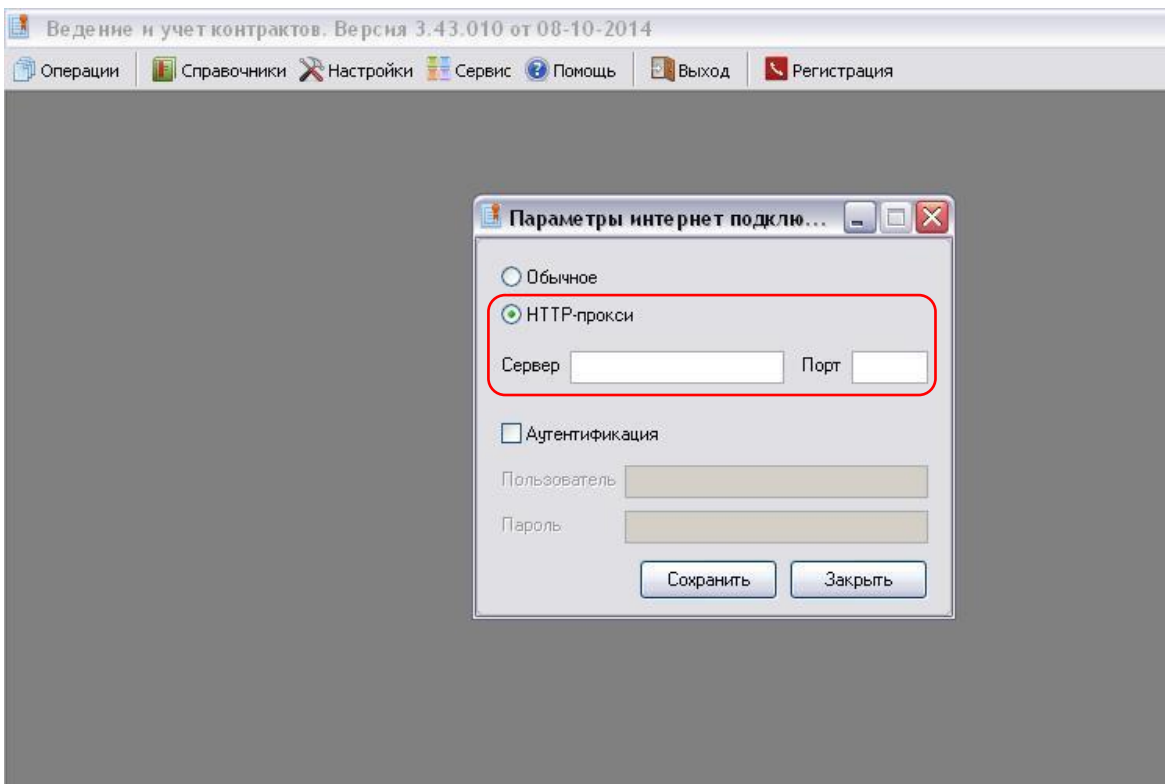 Ведение и учет контрактов. Версия 3.43.010 от 08-10-2014
Операции Справочники Настройки Сервис Помощь Выход Регистрация
Параметры интернет подклю...
Обычное
HTTP-прокси
Сервер Порт
Аутентификация
Пользователь
Пароль
Сохранить Закрыть